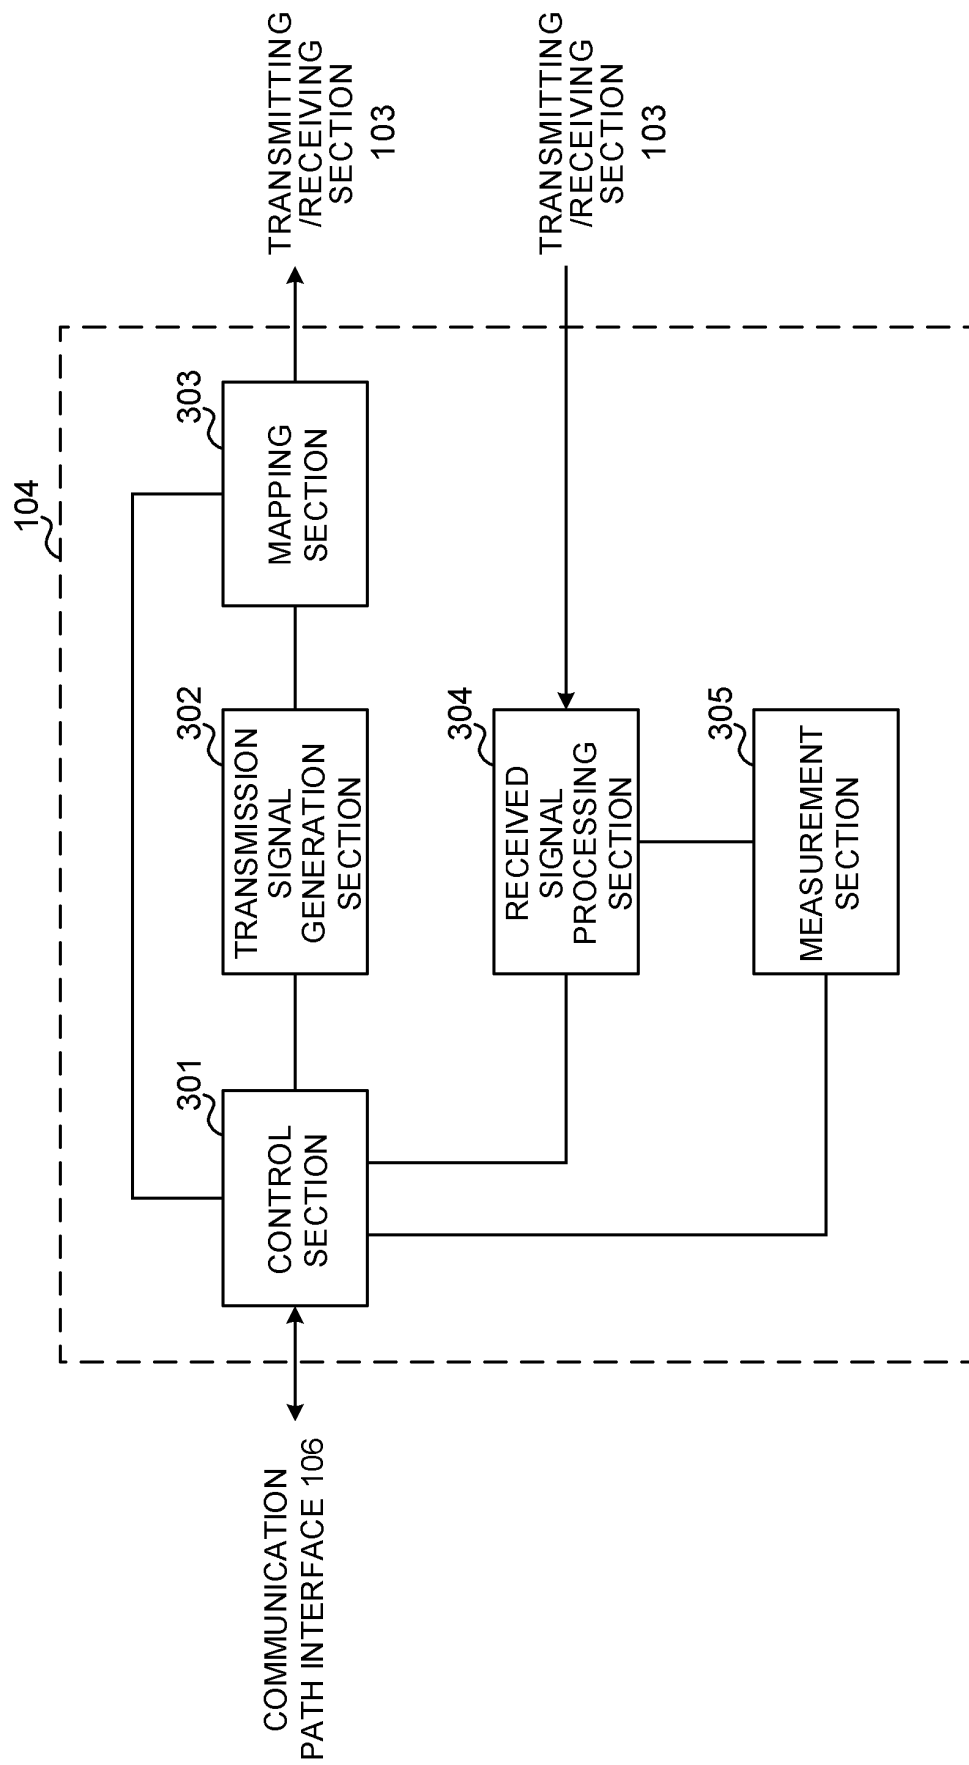 104
303
TRANSMITTING
/RECEIVING
SECTION
103
MAPPING
SECTION
302
TRANSMISSION
SIGNAL
GENERATION
SECTION
301
CONTROL
SECTION
COMMUNICATION
PATH INTERFACE 106
TRANSMITTING
/RECEIVING
SECTION
103
304
RECEIVED
SIGNAL
PROCESSING
SECTION
305
MEASUREMENT
SECTION